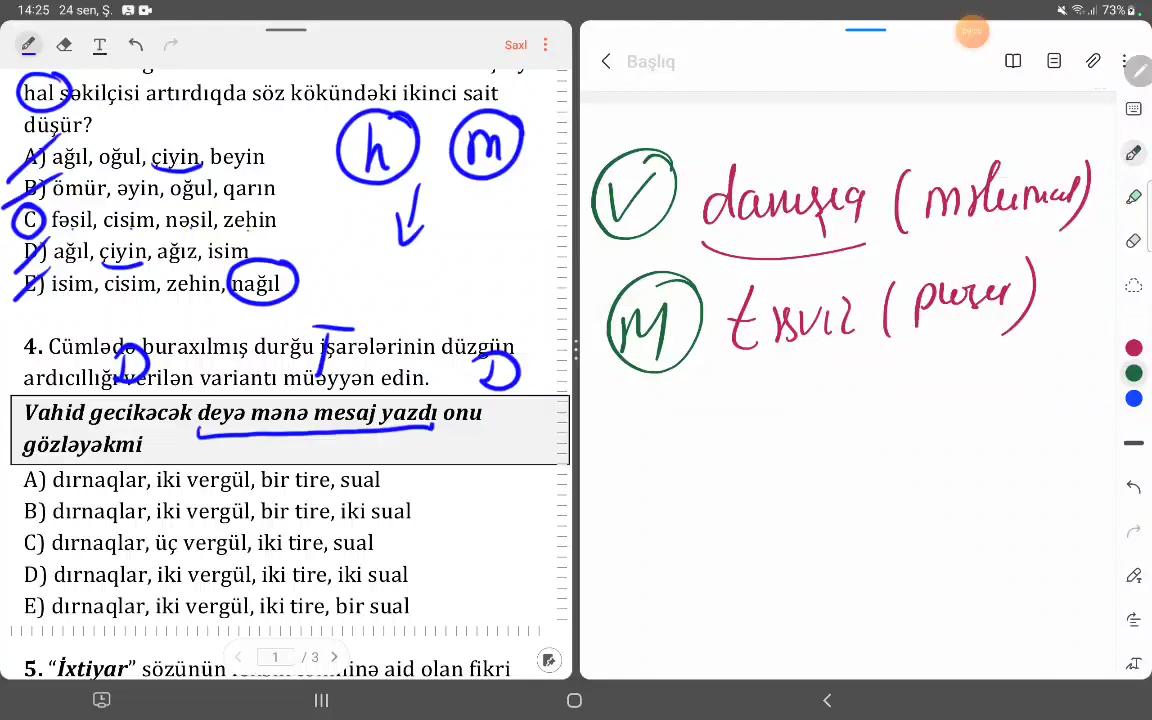 14:25 24 sen, Ş. 73%
Saxl
hal şəkilçisi artırdıqda söz kökündəki ikinci sait
düşür?
A) ağıl, oğul, çiyin, beyin
B) ömür, əyin, oğul, qarın
C) fəsil, cisim, nəsil, zehin
D) ağıl, çiyin, ağız, isim
E) isim, cisim, zehin, nağıl
h m
4. Cümlədə buraxılmış durğu işarələrinin düzgün
ardıcıllığı verilən variantı müəyyən edin.
D T D
Vahid gecikəcək deyə mənə mesaj yazdı onu
gözləyəkmi
A) dırnaqlar, iki vergül, bir tire, sual
B) dırnaqlar, iki vergül, bir tire, iki sual
C) dırnaqlar, üç vergül, iki tire, sual
D) dırnaqlar, iki vergül, iki tire, iki sual
E) dırnaqlar, iki vergül, iki tire, bir sual
1 / 3
5. “İxtiyar” sözünün aid olan fikri
Başlıq
V danışıq (məlumat)
M